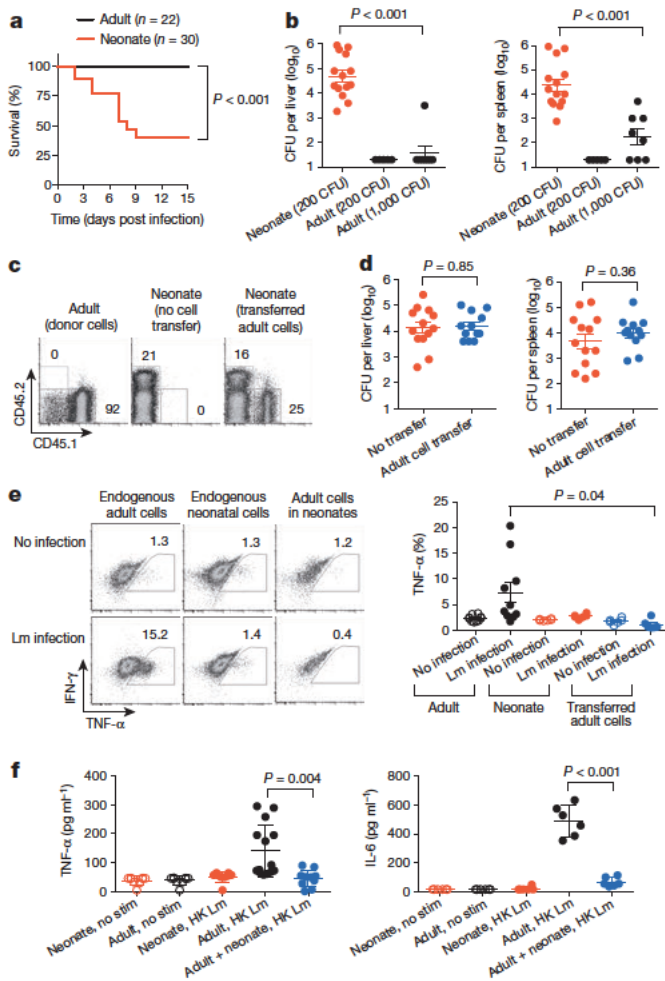 a
Adult (n = 22)
Neonate (n = 30)
100
75
50
25
0
Survival (%)
P < 0.001
0 3 6 9 12 15
Time (days post infection)
b
P < 0.001
6
5
4
3
2
1
CFU per liver (log10)
Neonate (200 CFU)
Adult (200 CFU)
Adult (1,000 CFU)
P < 0.001
6
5
4
3
2
1
CFU per spleen (log10)
Neonate (200 CFU)
Adult (200 CFU)
Adult (1,000 CFU)
c
Adult
(donor cells)
Neonate
(no cell
transfer)
Neonate
(transferred
adult cells)
0
92
21
0
16
25
CD45.2
CD45.1
d
P = 0.85
6
5
4
3
2
1
CFU per liver (log10)
No transfer
Adult cell transfer
P = 0.36
6
5
4
3
2
1
CFU per spleen (log10)
No transfer
Adult cell transfer
e
Endogenous
adult cells
Endogenous
neonatal cells
Adult cells
in neonates
No infection
1.3
1.3
1.2
Lm infection
15.2
1.4
0.4
IFN-γ
TNF-α
P = 0.04
25
20
15
10
5
0
TNF-α (%)
No infection
Lm infection
No infection
Lm infection
No infection
Lm infection
Adult
Neonate
Transferred
adult cells
f
P = 0.004
400
300
200
100
0
TNF-α
(pg ml−1)
Neonate, no stim
Adult, no stim
Neonate, HK Lm
Adult, HK Lm
Adult + neonate, HK Lm
P < 0.001
800
600
400
200
0
IL-6 (pg ml−1)
Neonate, no stim
Adult, no stim
Neonate, HK Lm
Adult, HK Lm
Adult + neonate, HK Lm